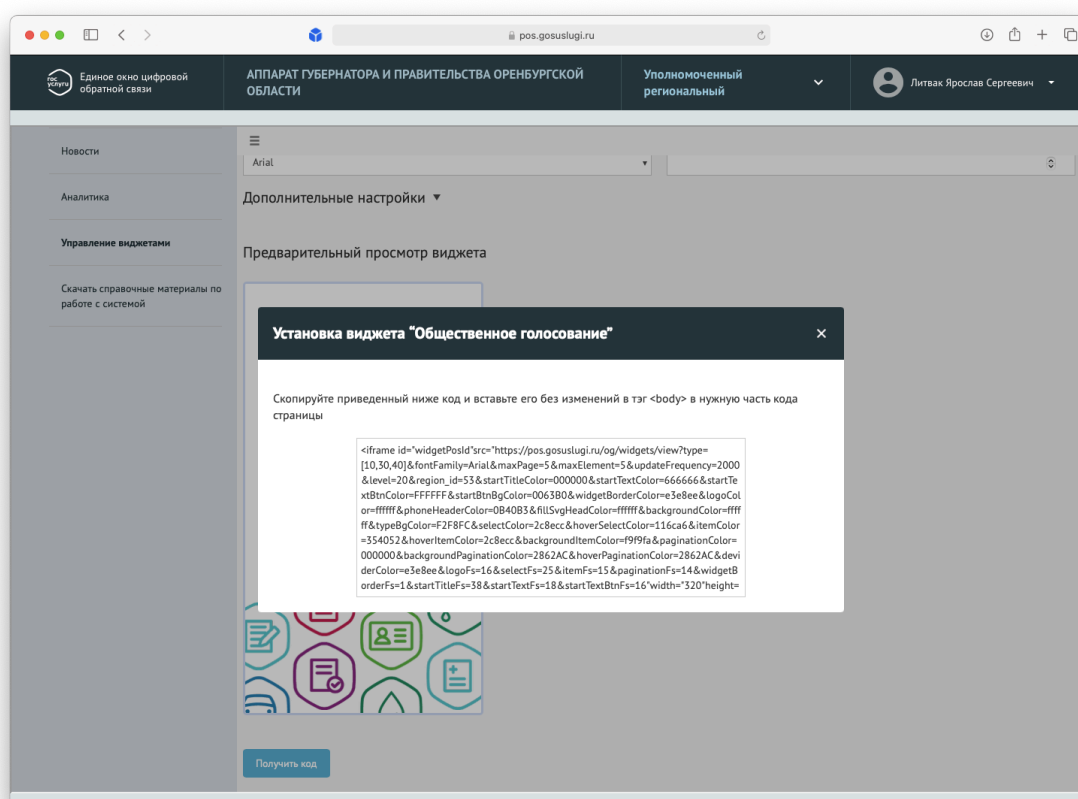 pos.gosuslugi.ru
гос
услуги
Единое окно цифровой
обратной связи
АППАРАТ ГУБЕРНАТОРА И ПРАВИТЕЛЬСТВА ОРЕНБУРГСКОЙ
ОБЛАСТИ
Уполномоченный
региональный
Литвак Ярослав Сергеевич
Новости
Аналитика
Управление виджетами
Скачать справочные материалы по
работе с системой
Arial
Дополнительные настройки ▼
Предварительный просмотр виджета
Установка виджета “Общественное голосование”
Скопируйте приведенный ниже код и вставьте его без изменений в тэг <body> в нужную часть кода
страницы
<iframe id="widgetPosId"src="https://pos.gosuslugi.ru/og/widgets/view?type=
[10,30,40]&fontFamily=Arial&maxPage=5&maxElement=5&updateFrequency=2000
&level=20&region_id=53&startTitleColor=000000&startTextColor=666666&startTe
xtBtnColor=FFFFFF&startBtnBgColor=0063B0&widgetBorderColor=e3e8ee&logoCol
or=ffffff&phoneHeaderColor=0B40B3&fillSvgHeadColor=ffffff&backgroundColor=ffff
ff&typeBgColor=F2F8FC&selectColor=2c8ecc&hoverSelectColor=116ca6&itemColor
=354052&hoverItemColor=2c8ecc&backgroundItemColor=f9f9fa&paginationColor=
000000&backgroundPaginationColor=2862AC&hoverPaginationColor=2862AC&devi
derColor=e3e8ee&logoFs=16&selectFs=25&itemFs=15&paginationFs=14&widgetB
orderFs=1&startTitleFs=38&startTextFs=18&startTextBtnFs=16"width="320"height=
Получить код